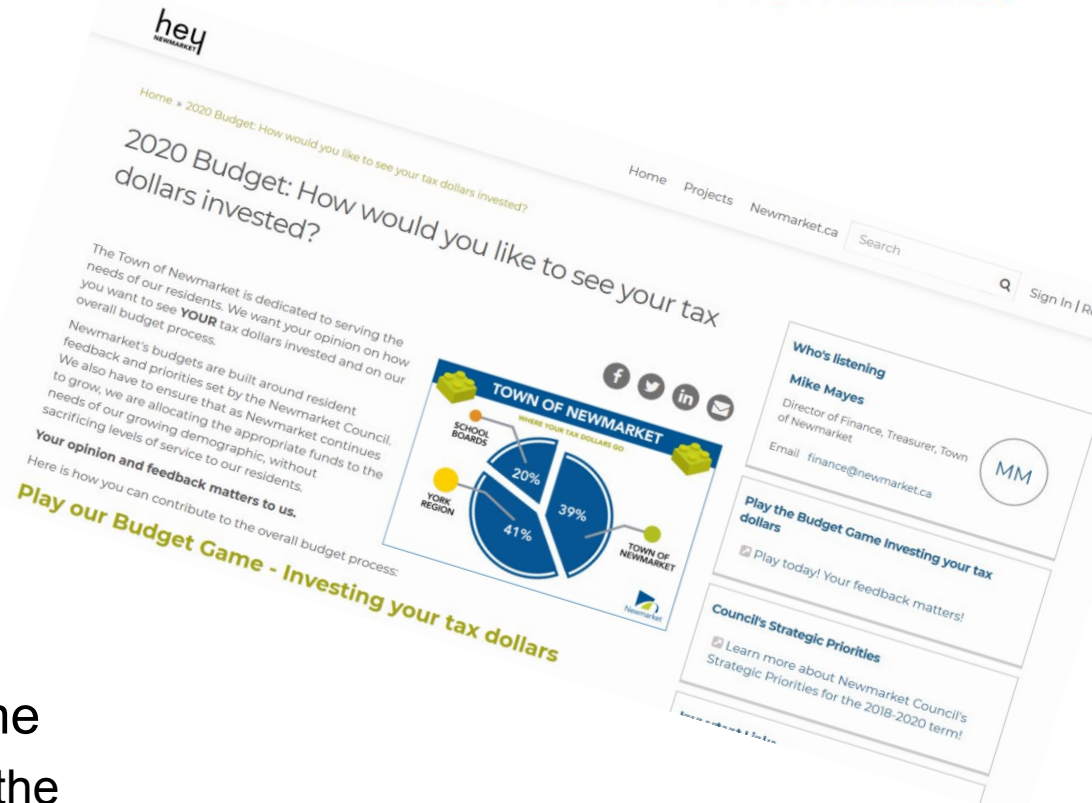 hey
NEWMARKET
Home » 2020 Budget: How would you like to see your tax dollars invested?
Home Projects Newmarket.ca Search Sign In |
2020 Budget: How would you like to see your tax
dollars invested?
The Town of Newmarket is dedicated to serving the
needs of our residents. We want your opinion on how
you want to see YOUR tax dollars invested and on our
overall budget process.
Newmarket's budgets are built around resident
feedback and priorities set by the Newmarket Council.
We also have to ensure that as Newmarket continues
to grow, we are allocating the appropriate funds to the
needs of our growing demographic, without
sacrificing levels of service to our residents.
Your opinion and feedback matters to us.
Here is how you can contribute to the overall budget process:
Play our Budget Game - Investing your tax dollars
TOWN OF NEWMARKET
WHERE YOUR TAX DOLLARS GO
SCHOOL
BOARDS
20%
39%
41%
YORK
REGION
TOWN OF
NEWMARKET
Newmarket
Who's listening
Mike Mayes
Director of Finance, Treasurer, Town
of Newmarket
Email finance@newmarket.ca
MM
Play the Budget Game Investing your tax
dollars
Play today! Your feedback matters!
Council's Strategic Priorities
Learn more about Newmarket Council's
Strategic Priorities for the 2018-2020 term!
the